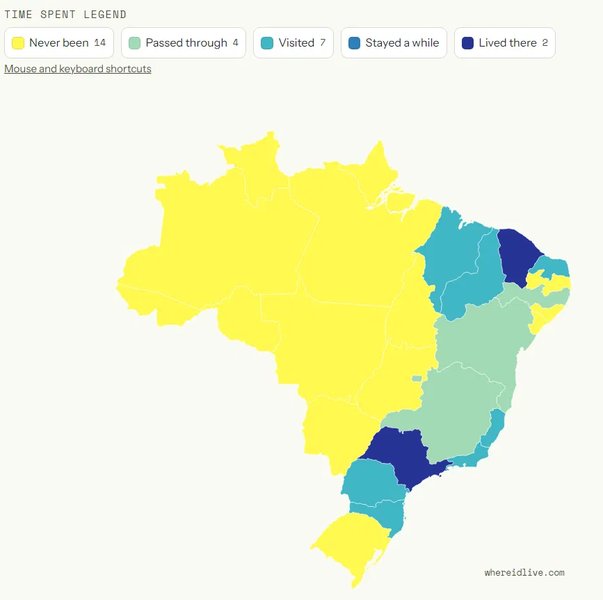 TIME SPENT LEGEND
Never been 14 Passed through 4 Visited 7 Stayed a while Lived there 2
Mouse and keyboard shortcuts
whereidlive.com